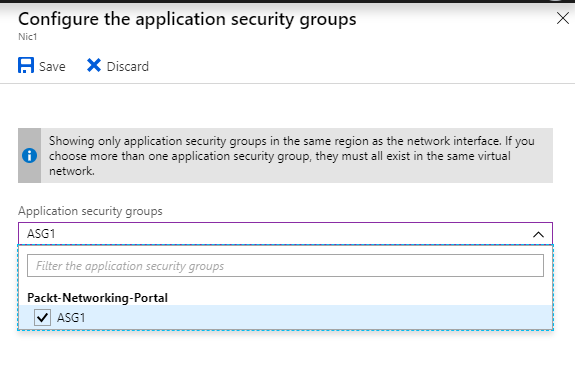 Configure the application security groups
Nic1
Save Discard
Showing only application security groups in the same region as the network interface. If you
choose more than one application security group, they must all exist in the same virtual
network.
Application security groups
ASG1
Filter the application security groups
Packt-Networking-Portal
ASG1